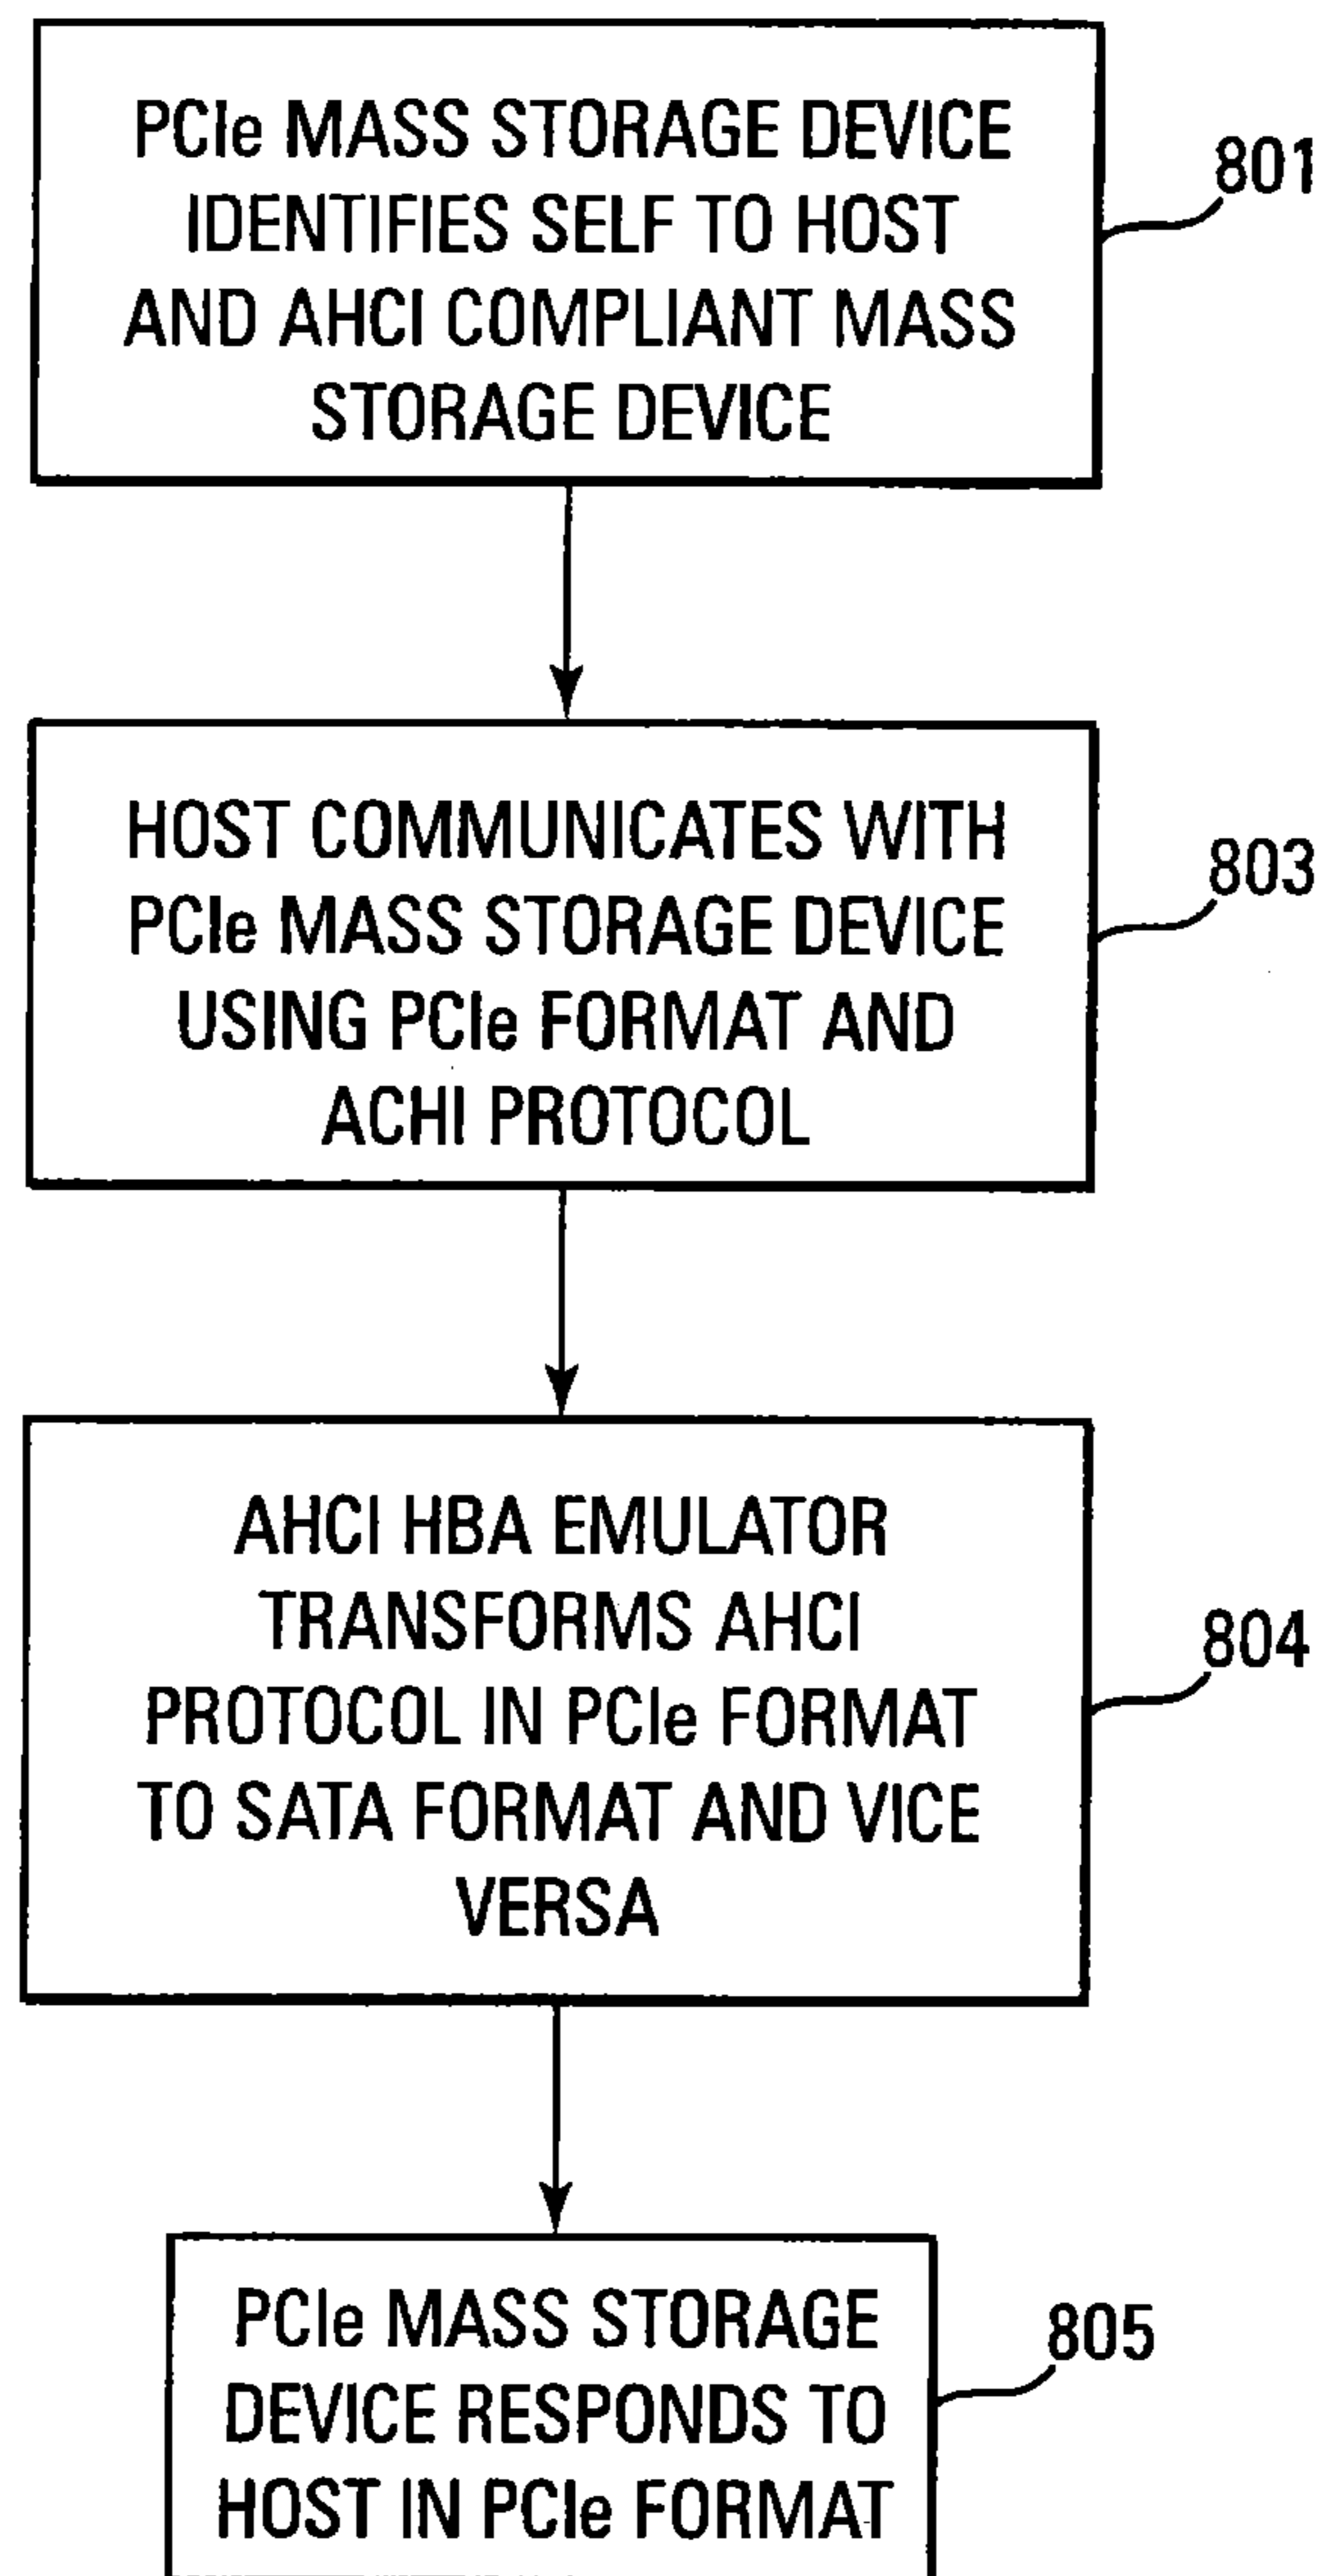 PCIe MASS STORAGE DEVICE
IDENTIFIES SELF TO HOST
AND AHCI COMPLIANT MASS
STORAGE DEVICE
801
HOST COMMUNICATES WITH
PCIe MASS STORAGE DEVICE
USING PCIe FORMAT AND
ACHI PROTOCOL
803
AHCI HBA EMULATOR
TRANSFORMS AHCI
PROTOCOL IN PCIe FORMAT
TO SATA FORMAT AND VICE
VERSA
804
PCIe MASS STORAGE
DEVICE RESPONDS TO
HOST IN PCIe FORMAT
805